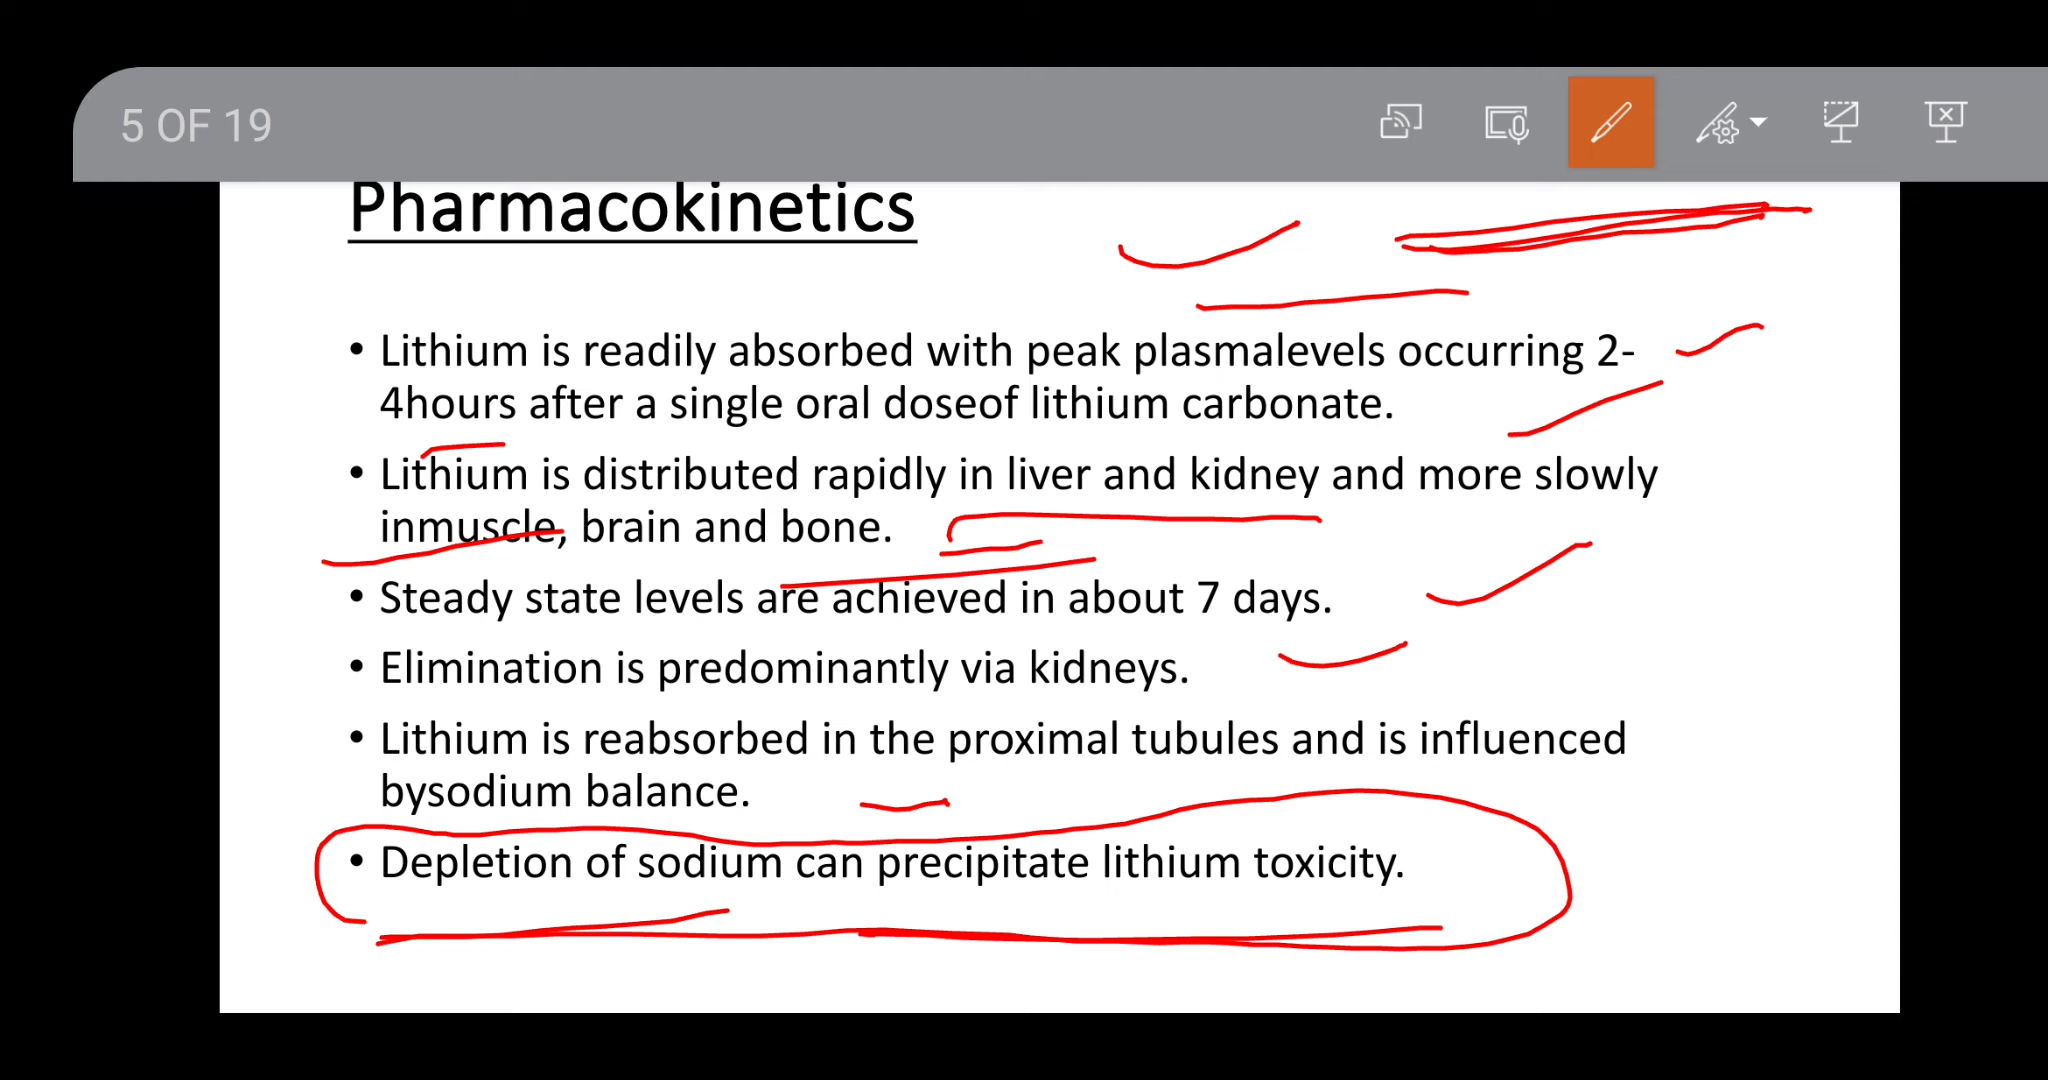 5 OF 19
Pharmacokinetics
• Lithium is readily absorbed with peak plasmalevels occurring 2-
4hours after a single oral doseof lithium carbonate.
• Lithium is distributed rapidly in liver and kidney and more slowly
inmuscle, brain and bone.
• Steady state levels are achieved in about 7 days.
• Elimination is predominantly via kidneys.
• Lithium is reabsorbed in the proximal tubules and is influenced
bysodium balance.
• Depletion of sodium can precipitate lithium toxicity.